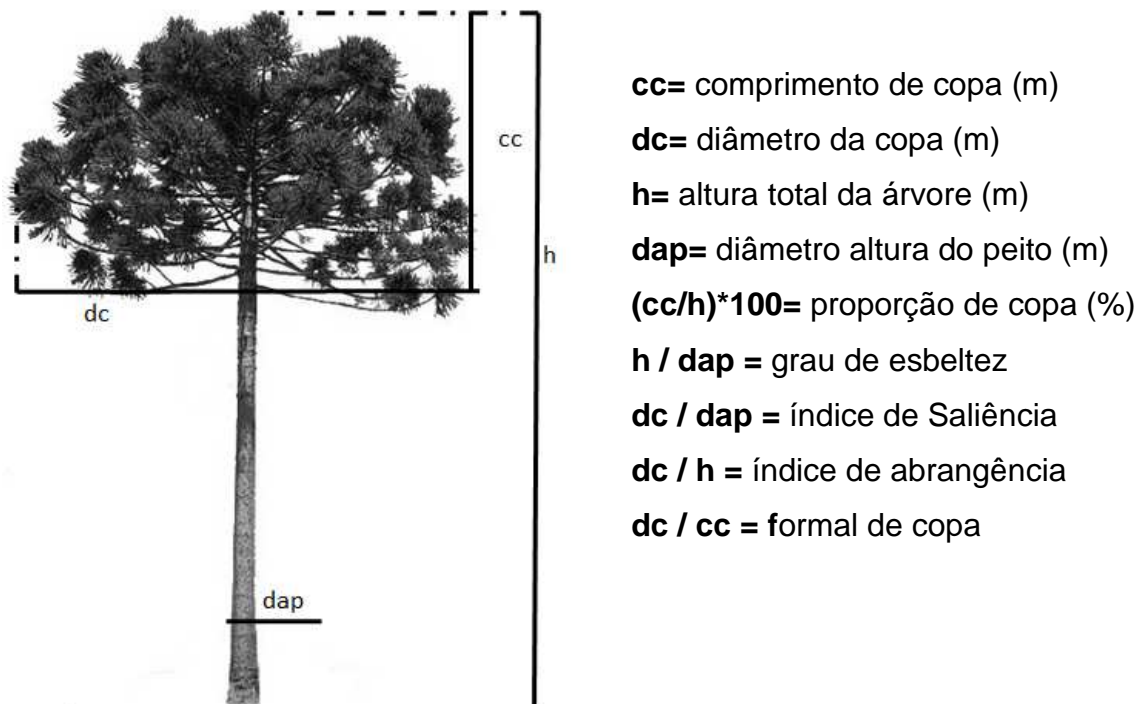 cc
h
dc
dap
cc= comprimento de copa (m)
dc= diâmetro da copa (m)
h= altura total da árvore (m)
dap= diâmetro altura do peito (m)
(cc/h)*100= proporção de copa (%)
h / dap = grau de esbeltez
dc / dap = índice de Saliência
dc / h = índice de abrangência
dc / cc = formal de copa